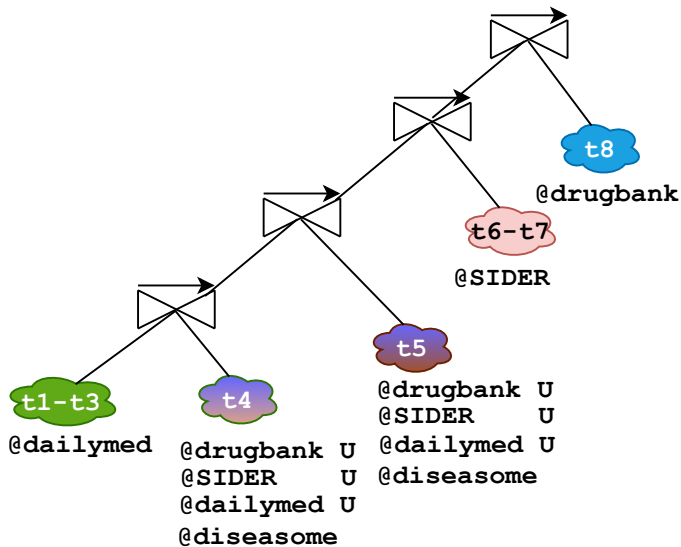 t8
@drugbank
t6-t7
@SIDER
t5
@drugbank U
@SIDER U
@dailymed U
@diseasome
t1-t3
@dailymed
t4
@drugbank U
@SIDER U
@dailymed U
@diseasome